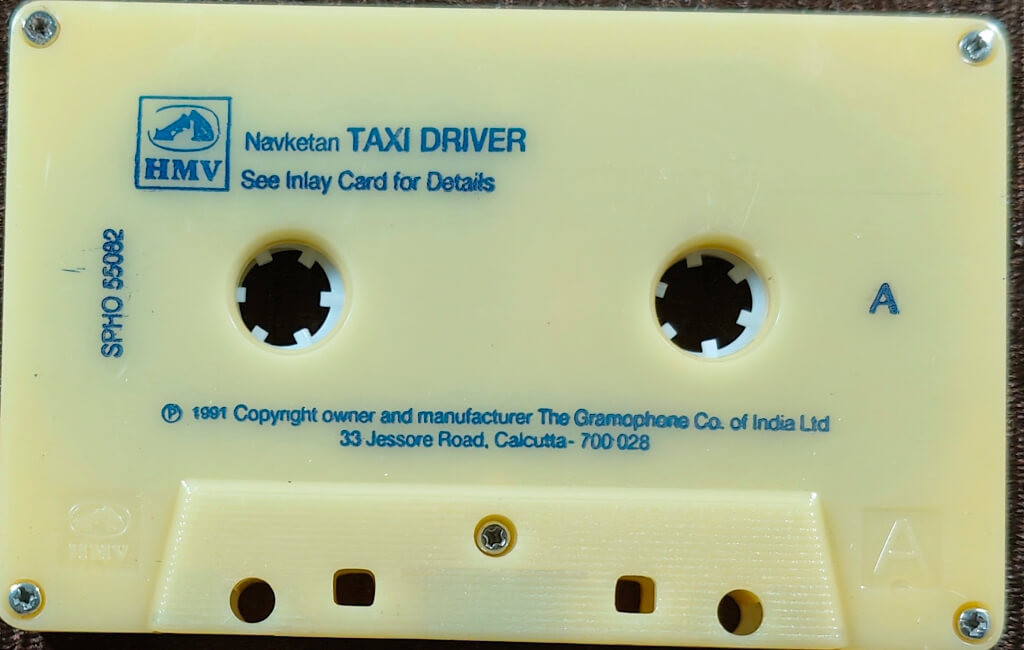 HMV
Navketan TAXI DRIVER
See Inlay Card for Details
SPHO 55082
A
℗ 1991 Copyright owner and manufacturer The Gramophone Co. of India Ltd
33 Jessore Road, Calcutta- 700 028
HMV
A